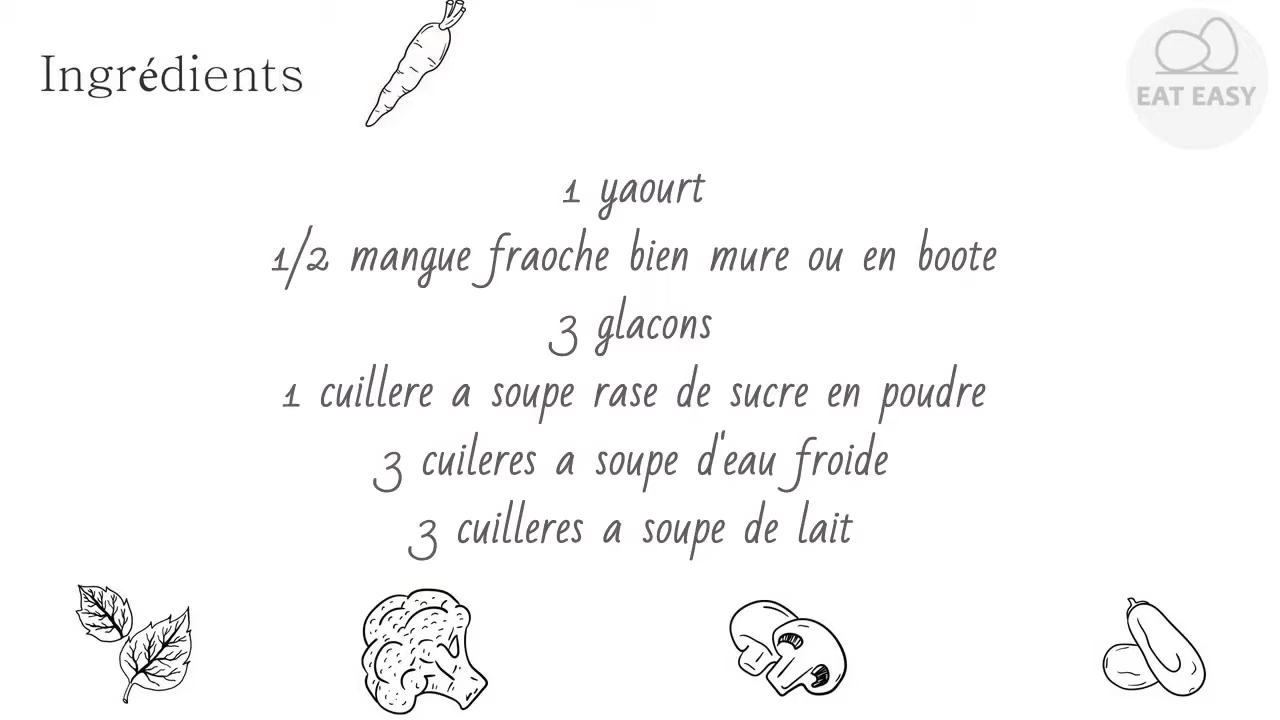 Ingrédients
EAT EASY
1 yaourt
1/2 mangue fraoche bien mure ou en boote
3 glacons
1 cuillere a soupe rase de sucre en poudre
3 cuileres a soupe d'eau froide
3 cuilleres a soupe de lait